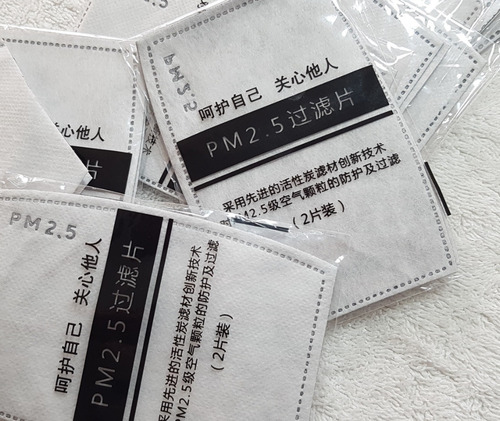 PM2.5
呵护自己 关心他人
PM2.5过滤片
采用先进的活性炭滤材创新技术
PM2.5级空气颗粒的防护及过滤
(2片装)
关心他人
PM2.5
呵护自己 关心他人
PM2.5过滤片
采用先进的活性炭滤材创新技术
PM2.5级空气颗粒的防护及过滤
(2片装)